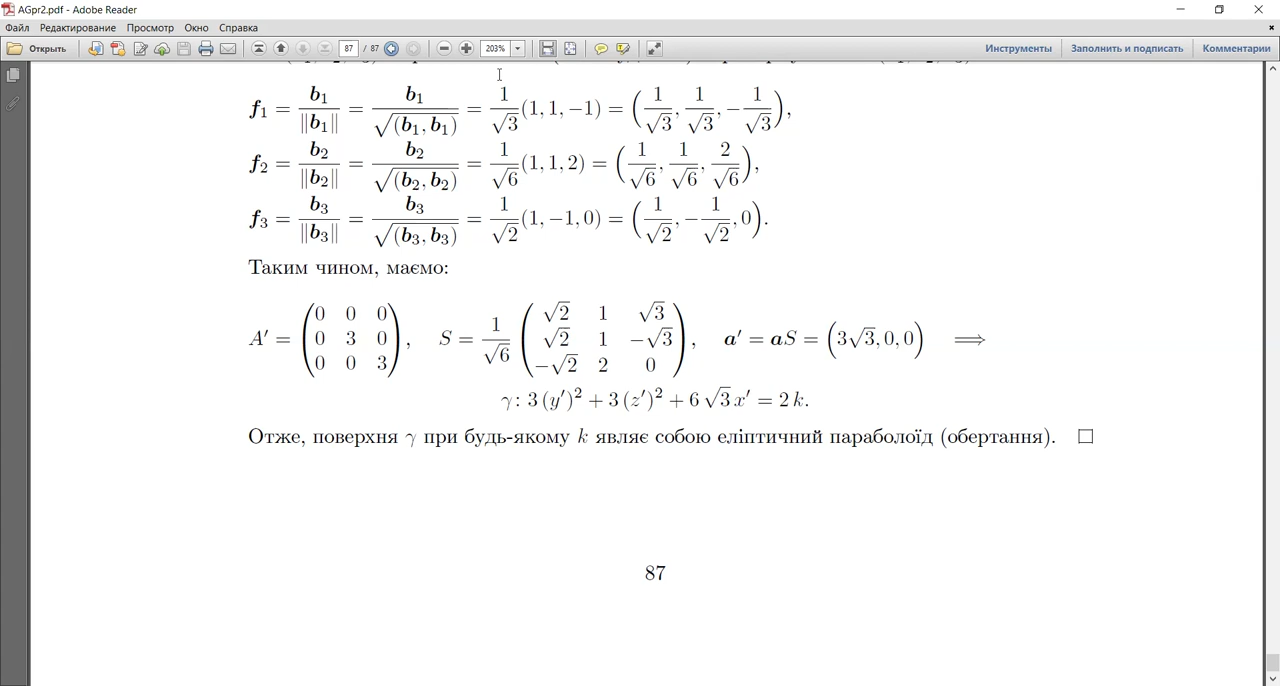 AGpr2.pdf - Adobe Reader
Файл Редактирование Просмотр Окно Справка
Открыть 87 / 87 203% Инструменты Заполнить и подписать Комментарии
f₁ = b₁/‖b₁‖ = b₁/√(b₁, b₁) = 1/√3 (1, 1, −1) = (1/√3, 1/√3, −1/√3),
f₂ = b₂/‖b₂‖ = b₂/√(b₂, b₂) = 1/√6 (1, 1, 2) = (1/√6, 1/√6, 2/√6),
f₃ = b₃/‖b₃‖ = b₃/√(b₃, b₃) = 1/√2 (1, −1, 0) = (1/√2, −1/√2, 0).
Таким чином, маємо:
A′ = (0 0 0; 0 3 0; 0 0 3), S = 1/√6 (√2 1 √3; √2 1 −√3; −√2 2 0), a′ = aS = (3√3, 0, 0) ⟹
γ: 3 (y′)² + 3 (z′)² + 6 √3 x′ = 2 k.
Отже, поверхня γ при будь-якому k являє собою еліптичний параболоїд (обертання). □
87